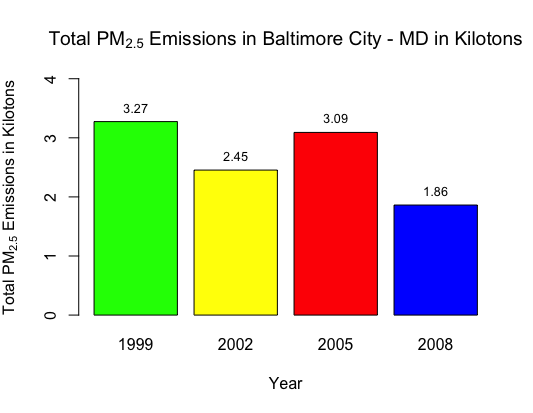 Total PM2.5 Emissions in Baltimore City - MD in Kilotons
Total PM2.5 Emissions in Kilotons
4
3
2
1
0
3.27
2.45
3.09
1.86
1999 2002 2005 2008
Year